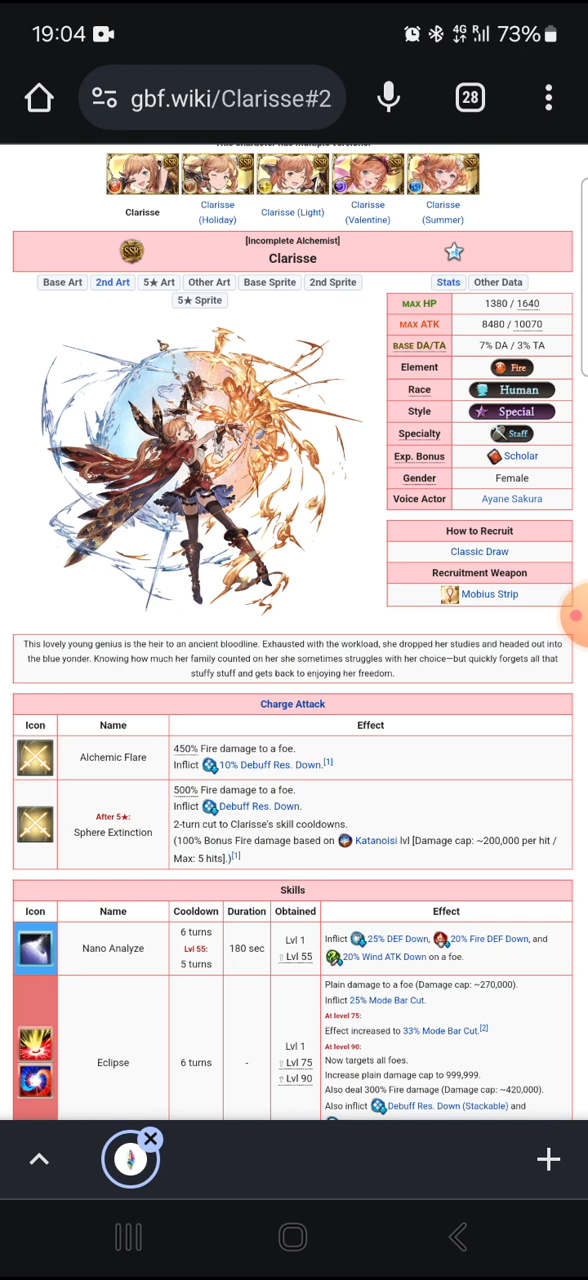 19:04
4G R 73%
gbf.wiki/Clarisse#2
28
This character has multiple versions:
Clarisse
Clarisse (Holiday)
Clarisse (Light)
Clarisse (Valentine)
Clarisse (Summer)
SSR
[Incomplete Alchemist]
Clarisse
Base Art 2nd Art 5★ Art Other Art Base Sprite 2nd Sprite
5★ Sprite
Stats Other Data
MAX HP 1380 / 1640
MAX ATK 8480 / 10070
BASE DA/TA 7% DA / 3% TA
Element Fire
Race Human
Style Special
Specialty Staff
Exp. Bonus Scholar
Gender Female
Voice Actor Ayane Sakura
How to Recruit
Classic Draw
Recruitment Weapon
Mobius Strip
This lovely young genius is the heir to an ancient bloodline. Exhausted with the workload, she dropped her studies and headed out into
the blue yonder. Knowing how much her family counted on her she sometimes struggles with her choice—but quickly forgets all that
stuffy stuff and gets back to enjoying her freedom.
Charge Attack
Icon Name Effect
Alchemic Flare
450% Fire damage to a foe.
Inflict 10% Debuff Res. Down.[1]
After 5★:
Sphere Extinction
500% Fire damage to a foe.
Inflict Debuff Res. Down.
2-turn cut to Clarisse's skill cooldowns.
(100% Bonus Fire damage based on Katanoisi lvl [Damage cap: ~200,000 per hit /
Max: 5 hits].)[1]
Skills
Icon Name Cooldown Duration Obtained Effect
Nano Analyze
6 turns
Lvl 55:
5 turns
180 sec
Lvl 1
⇧Lvl 55
Inflict 25% DEF Down, 20% Fire DEF Down, and
20% Wind ATK Down on a foe.
Eclipse
6 turns
-
Lvl 1
⇧Lvl 75
⇧Lvl 90
Plain damage to a foe (Damage cap: ~270,000).
Inflict 25% Mode Bar Cut.
At level 75:
Effect increased to 33% Mode Bar Cut.[2]
At level 90:
Now targets all foes.
Increase plain damage cap to 999,999.
Also deal 300% Fire damage (Damage cap: ~420,000).
Also inflict Debuff Res. Down (Stackable) and